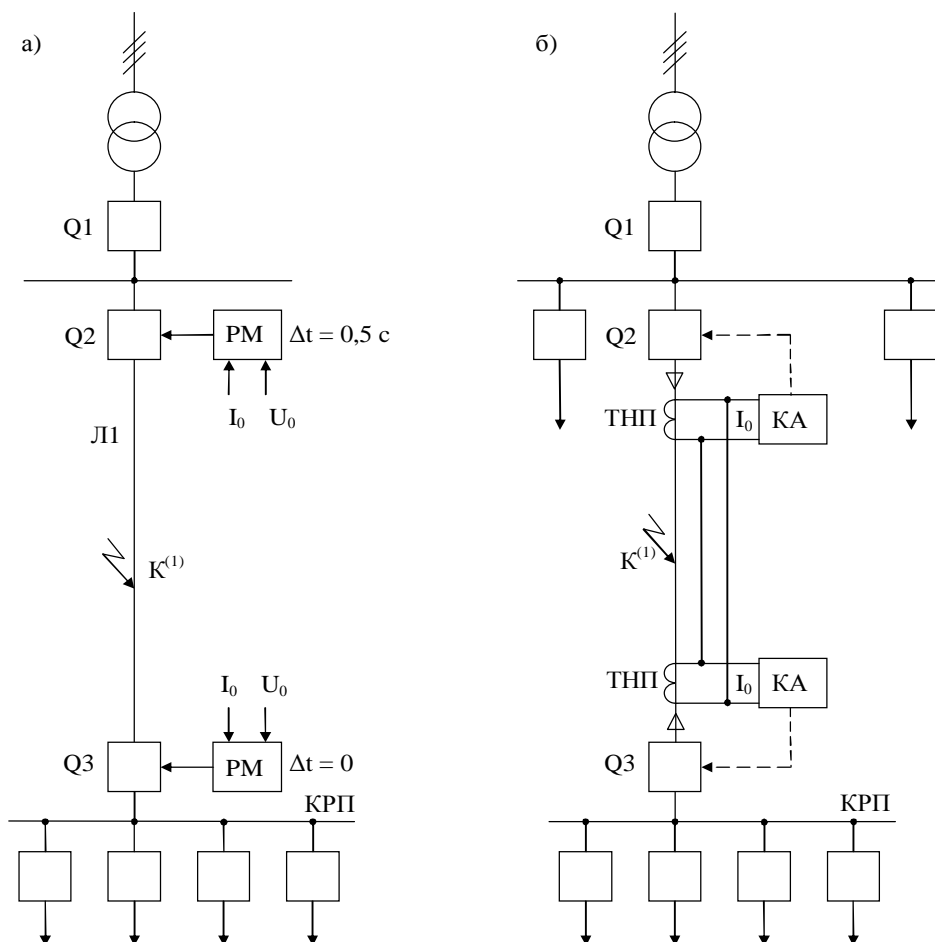 а)
Q1
Q2
РМ
Δt = 0,5 с
I₀ U₀
Л1
К⁽¹⁾
I₀ U₀
Q3
РМ
Δt = 0
КРП
б)
Q1
Q2
ТНП
I₀
КА
К⁽¹⁾
ТНП
I₀
КА
Q3
КРП